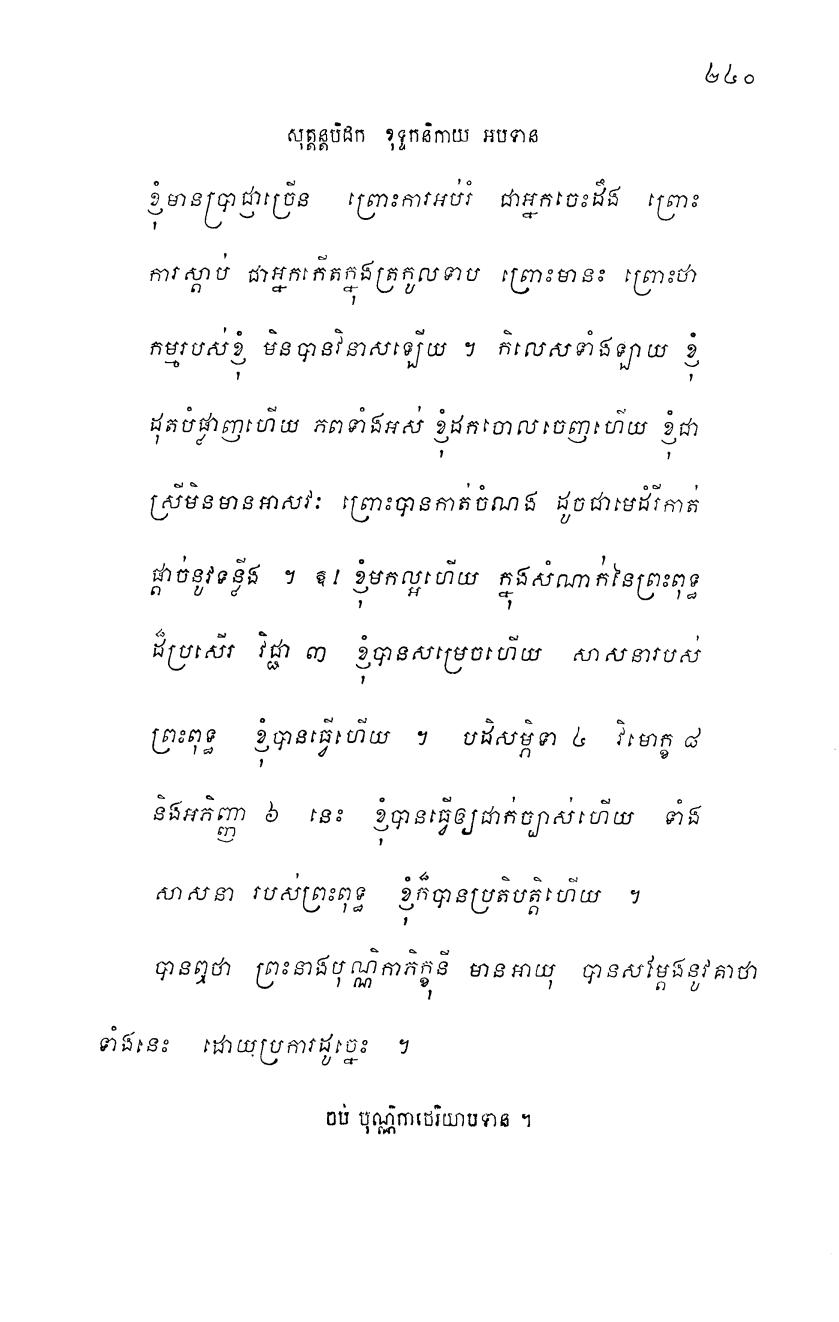 ២៤០
សុត្តន្តបិដក ខុទ្ទកនិកាយ អបទាន
ខ្ញុំមានប្រាជ្ញាច្រើន ព្រោះការអប់រំ ជាអ្នកចេះដឹង ព្រោះ
ការស្តាប់ ជាអ្នកកើតក្នុងត្រកូលទាប ព្រោះមានះ ព្រោះថា
កម្មរបស់ខ្ញុំ មិនបានវិនាសឡើយ ។ កិលេសទាំងឡាយ ខ្ញុំ
ដុតបំផ្លាញហើយ ភពទាំងអស់ ខ្ញុំដកចោលចេញហើយ ខ្ញុំជា
ស្រីមិនមានអាសវៈ ព្រោះបានកាត់ចំណង ដូចជាមេដំរីកាត់
ផ្តាច់នូវទន្លីង ។ ឱ! ខ្ញុំមកល្អហើយ ក្នុងសំណាក់នៃព្រះពុទ្ធ
ដ៏ប្រសើរ វិជ្ជា ៣ ខ្ញុំបានសម្រេចហើយ សាសនារបស់
ព្រះពុទ្ធ ខ្ញុំបានធ្វើហើយ ។ បដិសម្ភិទា ៤ វិមោក្ខ ៨
និងអភិញ្ញា ៦ នេះ ខ្ញុំបានធ្វើឲ្យជាក់ច្បាស់ហើយ ទាំង
សាសនា របស់ព្រះពុទ្ធ ខ្ញុំក៏បានប្រតិបត្តិហើយ ។
បានឮថា ព្រះនាងបុណ្ណិកាភិក្ខុនី មានអាយុ បានសម្តែងនូវគាថា
ទាំងនេះ ដោយប្រការដូច្នេះ ។
ចប់ បុណ្ណិកាថេរិយាបទាន ។